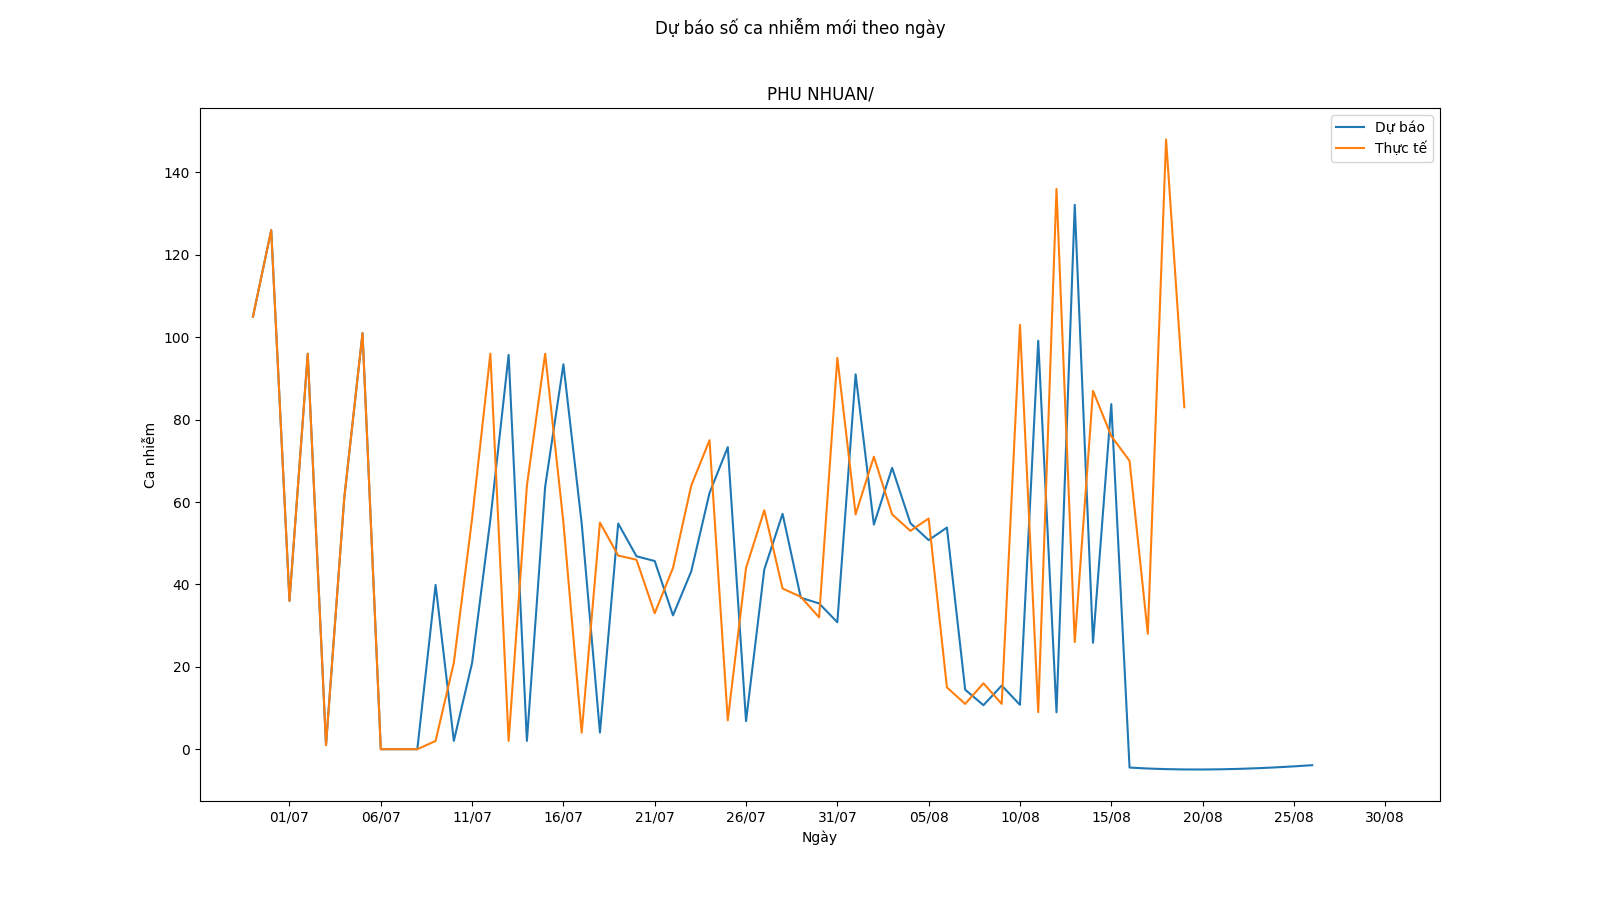 Dự báo số ca nhiễm mới theo ngày
PHU NHUAN/
Dự báo
Thực tế
140
120
100
80
60
40
20
0
Ca nhiễm
01/07 06/07 11/07 16/07 21/07 26/07 31/07 05/08 10/08 15/08 20/08 25/08 30/08
Ngày